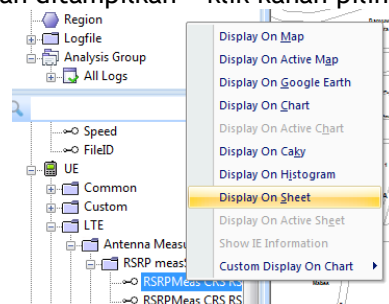 an ditampilkan klik kanan pilih
Region
Logfile
Analysis Group
All Logs
Speed
FileID
UE
Common
Custom
LTE
Antenna Measu
RSRP meas
RSRPMeas CRS RS
RSRPMeas CRS RS
Display On Map
Display On Active Map
Display On Google Earth
Display On Chart
Display On Active Chart
Display On Caky
Display On Histogram
Display On Sheet
Display On Active Sheet
Show IE Information
Custom Display On Chart